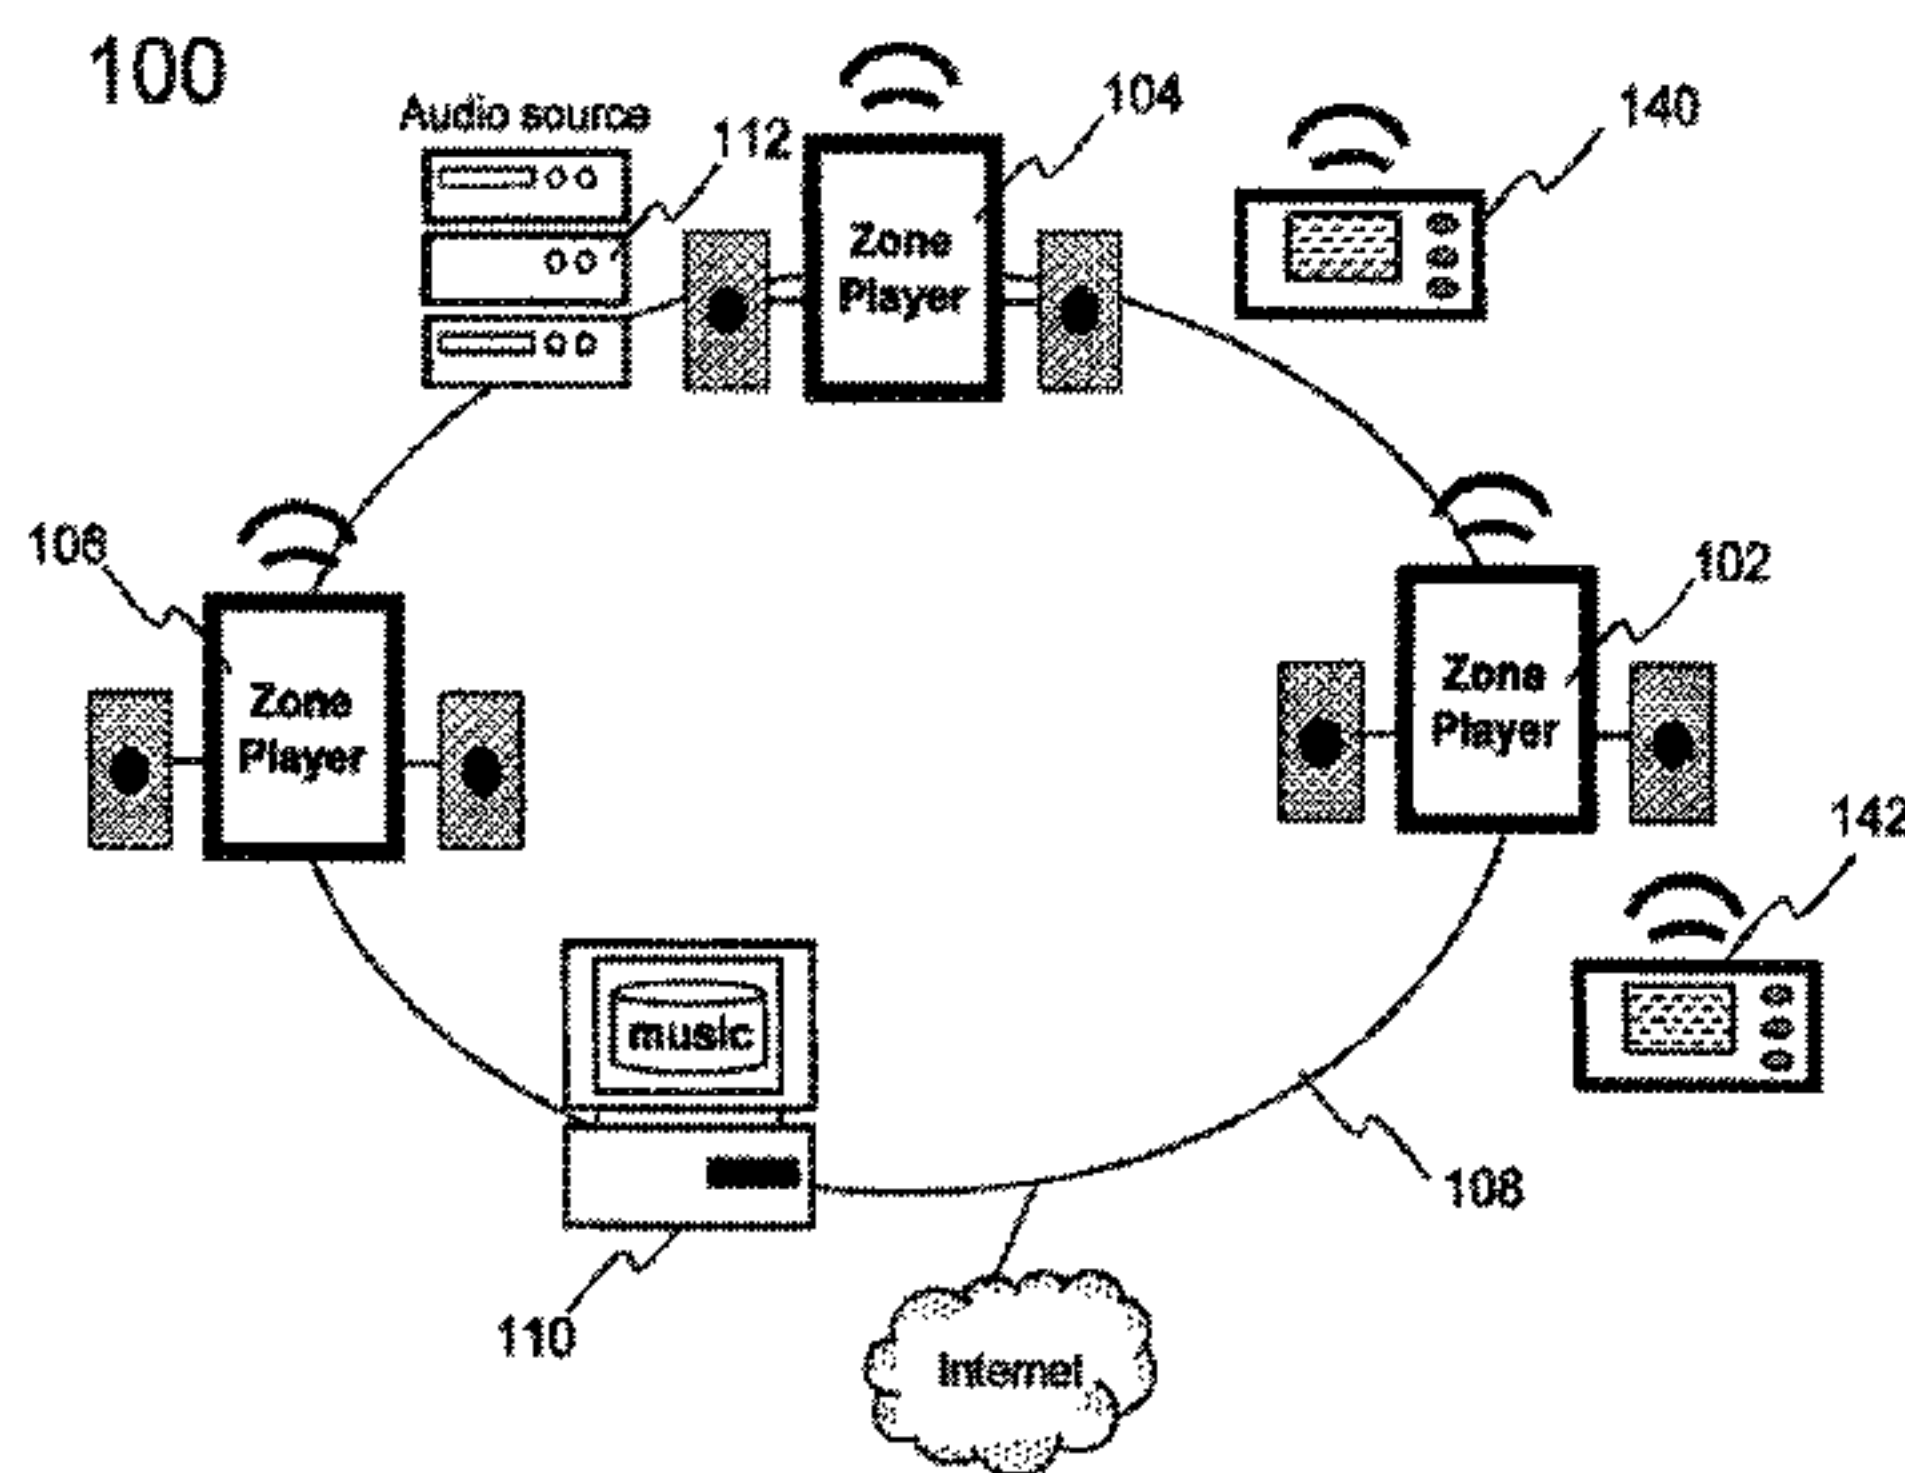 100
Audio source
112
104
140
Zone
Player
106
Zone
Player
102
Zone
Player
142
music
108
110
Internet